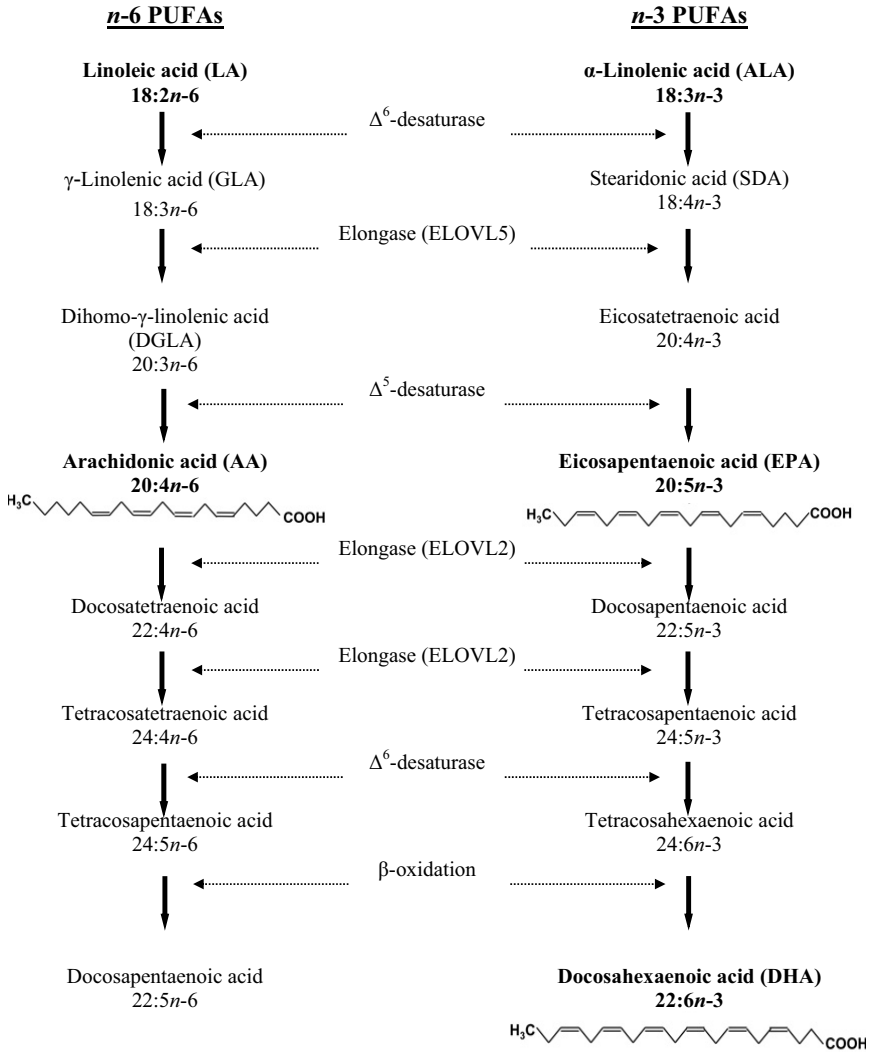 n-6 PUFAs
n-3 PUFAs
Linoleic acid (LA)
18:2n-6
α-Linolenic acid (ALA)
18:3n-3
Δ⁶-desaturase
γ-Linolenic acid (GLA)
18:3n-6
Stearidonic acid (SDA)
18:4n-3
Elongase (ELOVL5)
Dihomo-γ-linolenic acid
(DGLA)
20:3n-6
Eicosatetraenoic acid
20:4n-3
Δ⁵-desaturase
Arachidonic acid (AA)
20:4n-6
H₃C
COOH
Eicosapentaenoic acid (EPA)
20:5n-3
H₃C
COOH
Elongase (ELOVL2)
Docosatetraenoic acid
22:4n-6
Docosapentaenoic acid
22:5n-3
Elongase (ELOVL2)
Tetracosatetraenoic acid
24:4n-6
Tetracosapentaenoic acid
24:5n-3
Δ⁶-desaturase
Tetracosapentaenoic acid
24:5n-6
Tetracosahexaenoic acid
24:6n-3
β-oxidation
Docosapentaenoic acid
22:5n-6
Docosahexaenoic acid (DHA)
22:6n-3
H₃C
COOH